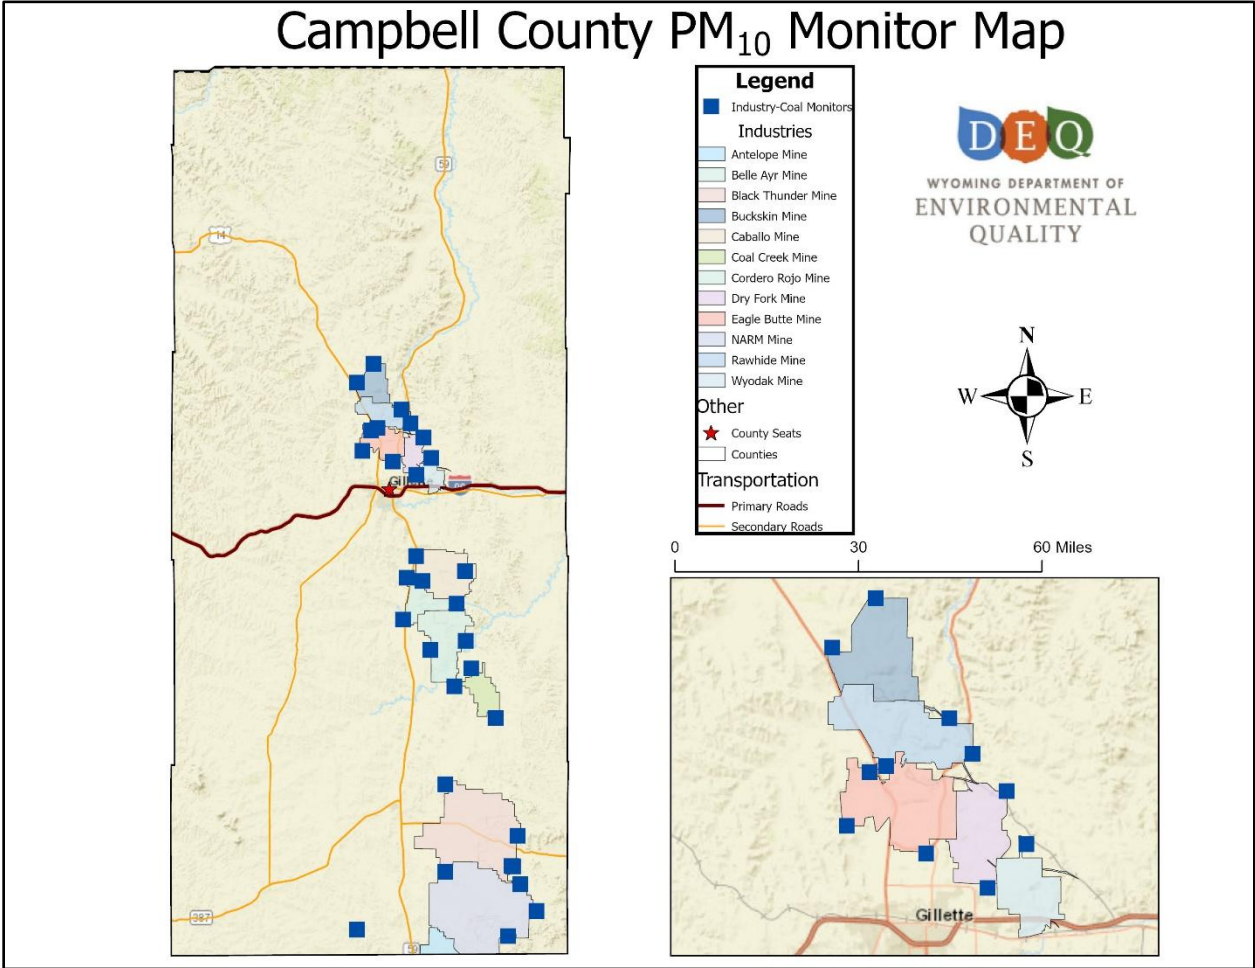 Campbell County PM₁₀ Monitor Map
59
14
Gillette
387
59
Legend
Industry-Coal Monitors
Industries
Antelope Mine
Belle Ayr Mine
Black Thunder Mine
Buckskin Mine
Caballo Mine
Coal Creek Mine
Cordero Rojo Mine
Dry Fork Mine
Eagle Butte Mine
NARM Mine
Rawhide Mine
Wyodak Mine
Other
County Seats
Counties
Transportation
Primary Roads
Secondary Roads
DEQ
WYOMING DEPARTMENT OF
ENVIRONMENTAL
QUALITY
N
W E
S
0 30 60 Miles
Gillette